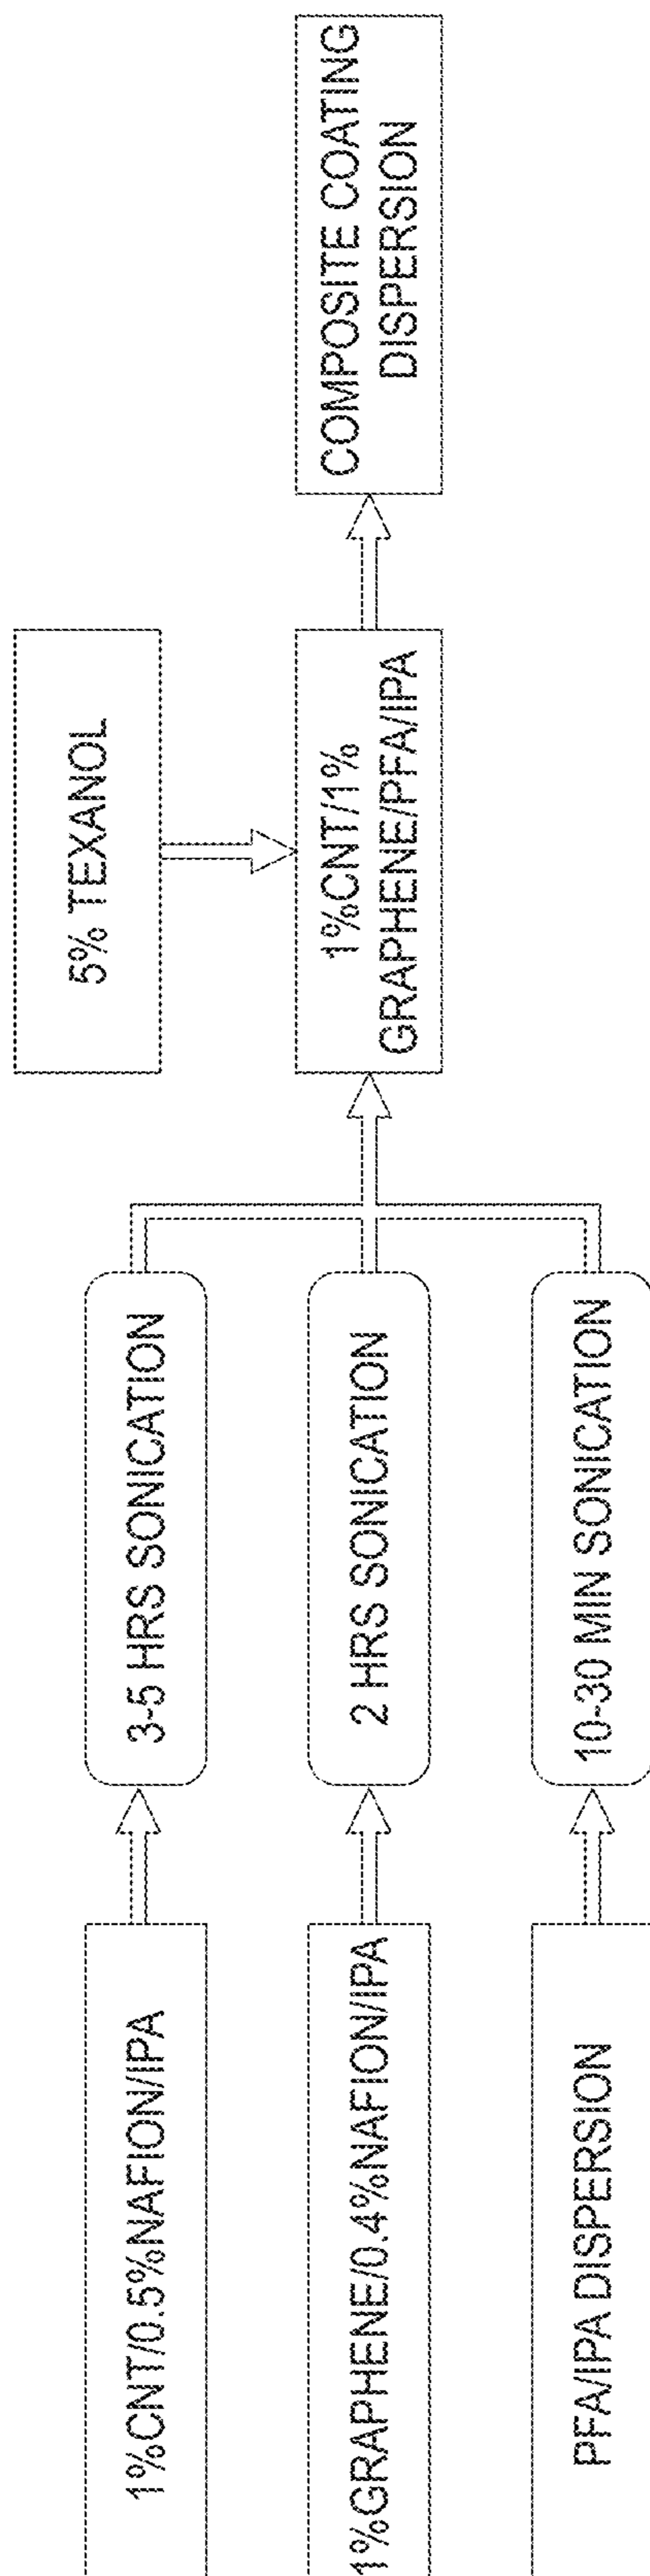 1%CNT/0.5%NAFION/IPA
3-5 HRS SONICATION
1%GRAPHENE/0.4%NAFION/IPA
2 HRS SONICATION
PFA/IPA DISPERSION
10-30 MIN SONICATION
5% TEXANOL
1%CNT/1%
GRAPHENE/PFA/IPA
COMPOSITE COATING
DISPERSION